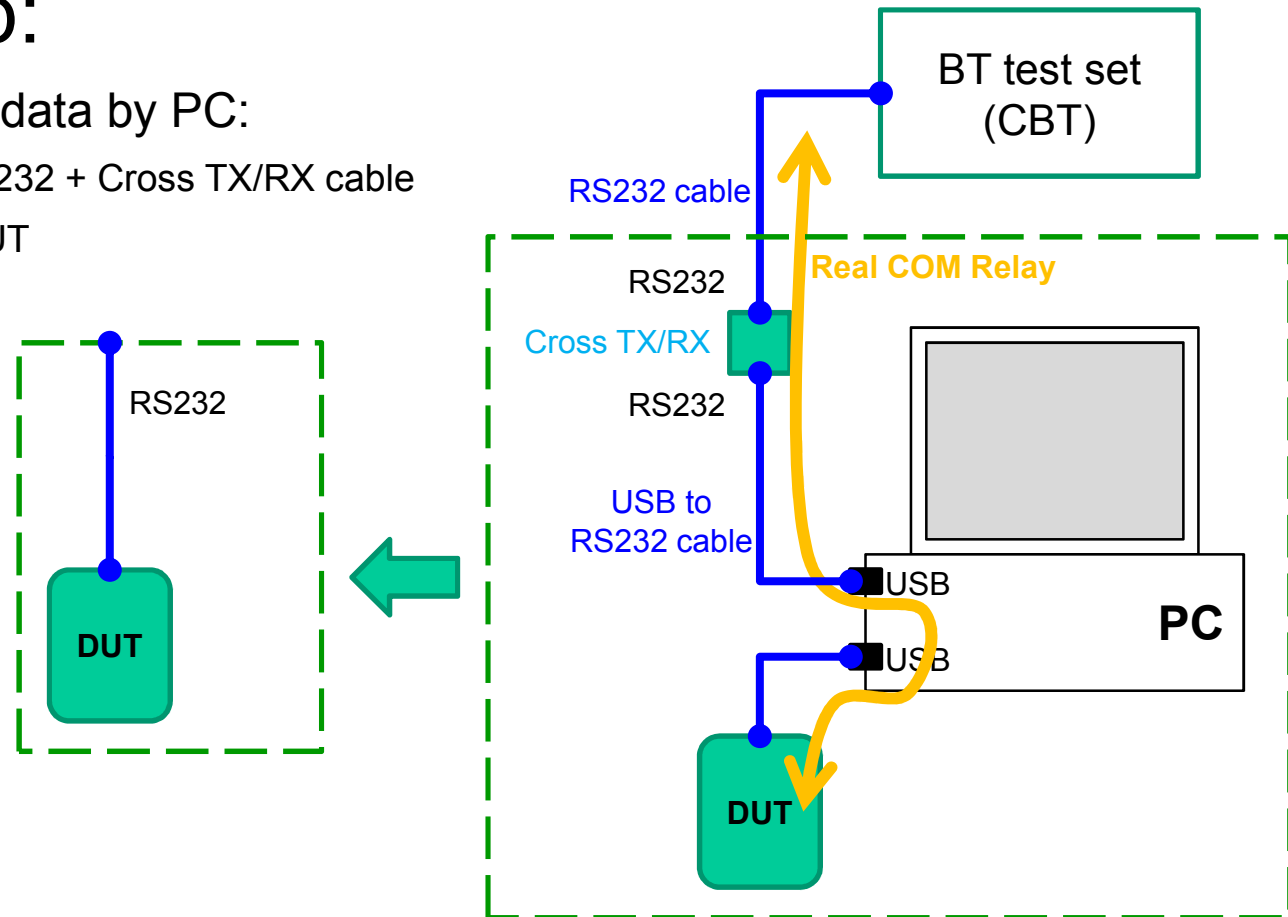 data by PC:
232 + Cross TX/RX cable
BT test set
(CBT)
RS232 cable
Real COM Relay
RS232
Cross TX/RX
RS232
RS232
USB to
RS232 cable
USB
PC
USB
DUT
DUT